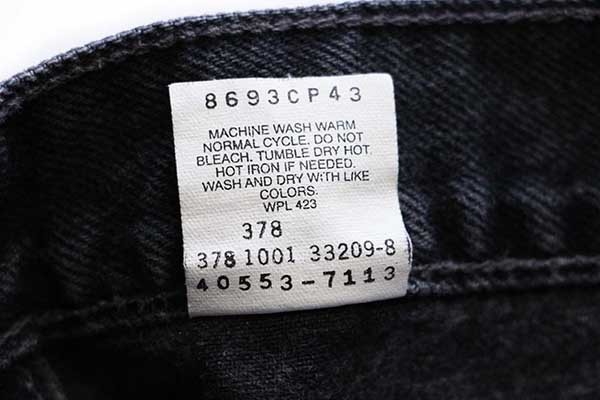 8693CP43
MACHINE WASH WARM
NORMAL CYCLE. DO NOT
BLEACH. TUMBLE DRY HOT.
HOT IRON IF NEEDED.
WASH AND DRY WITH LIKE
COLORS.
WPL 423
378
378 1001 33209-8
40553-7113